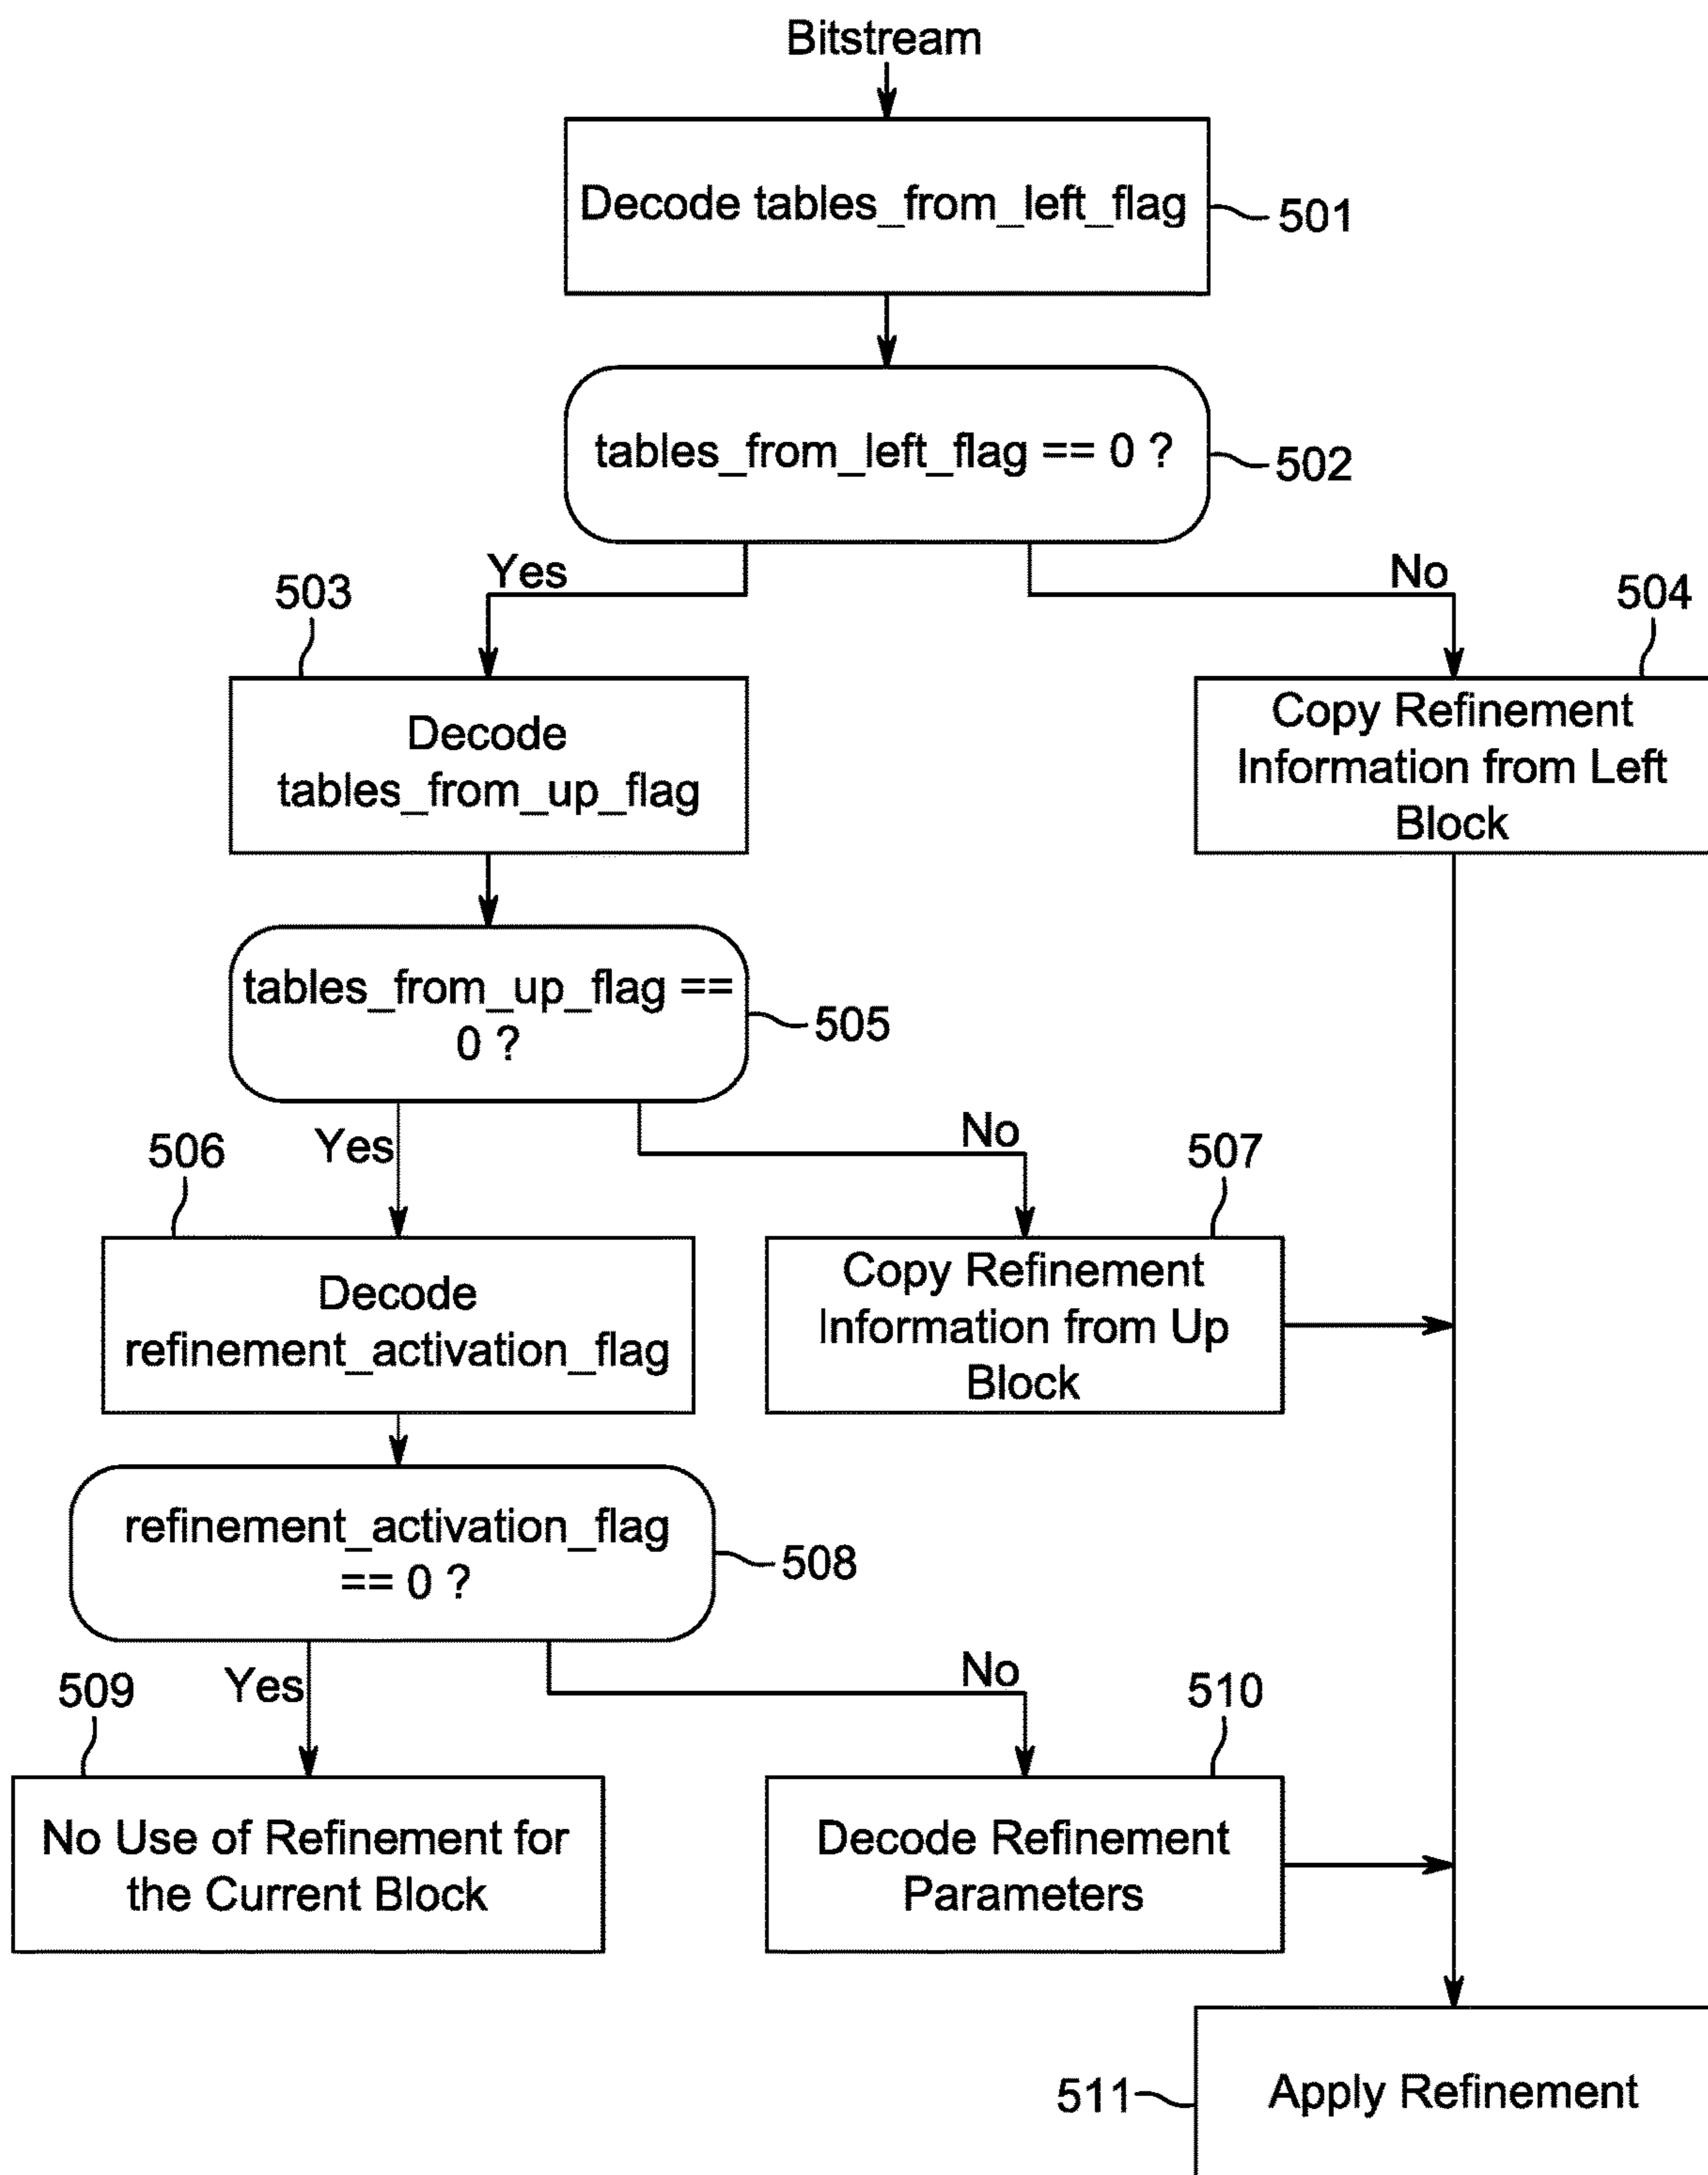 Bitstream
Decode tables_from_left_flag
501
tables_from_left_flag == 0 ?
502
Yes
No
503
504
Decode
tables_from_up_flag
Copy Refinement
Information from Left
Block
tables_from_up_flag ==
0 ?
505
Yes
No
506
507
Decode
refinement_activation_flag
Copy Refinement
Information from Up
Block
refinement_activation_flag
== 0 ?
508
Yes
No
509
510
No Use of Refinement for
the Current Block
Decode Refinement
Parameters
511
Apply Refinement